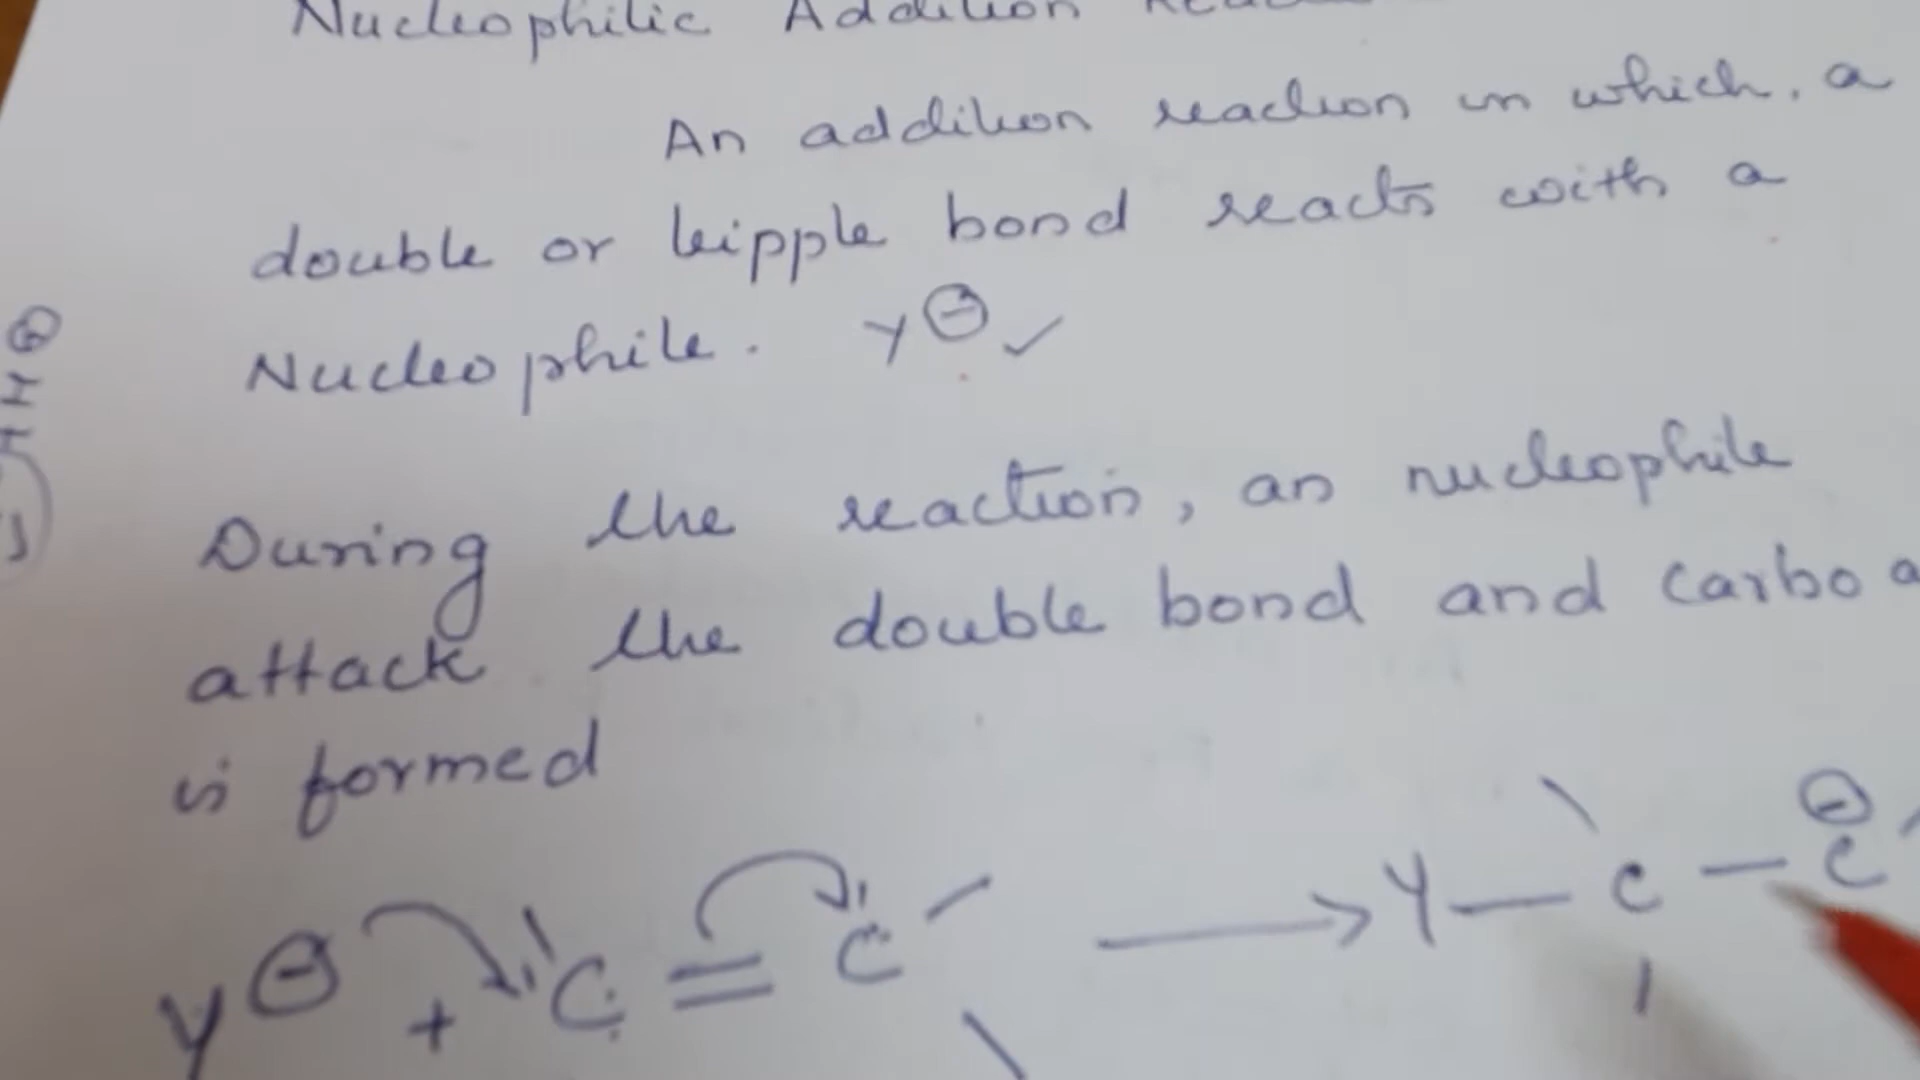 Nucleophilic Addition
An addition reaction in which, a
double or tripple bond reacts with a
Nucleophile. Y⊖ ✓
During the reaction, an nucleophile
attack the double bond and carbo a
is formed
Y⊖ + C = C → Y — C — C⊖